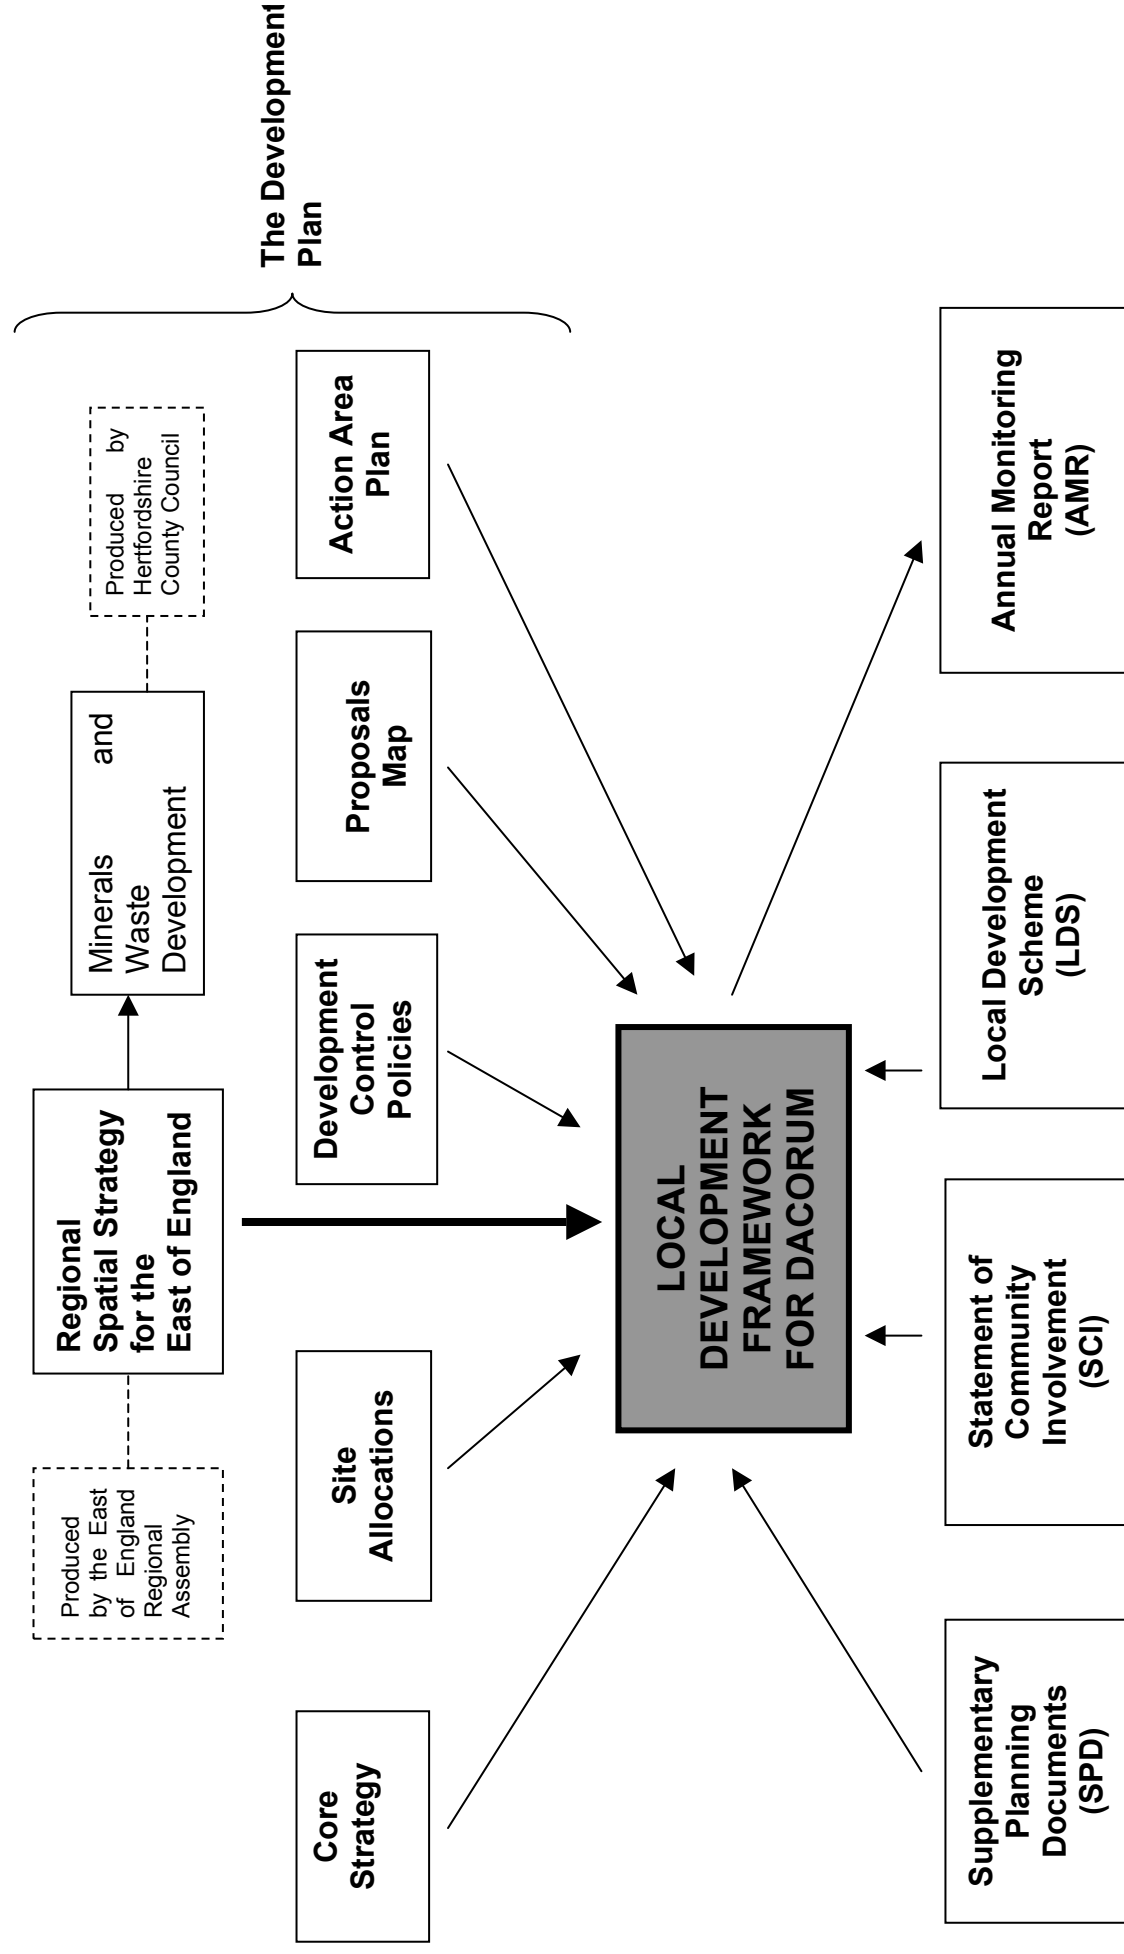 Produced
by the East
of England
Regional
Assembly
Regional
Spatial Strategy
for the
East of England
Minerals and
Waste
Development
Produced by
Hertfordshire
County Council
The Development
Plan
Core
Strategy
Site
Allocations
Development
Control
Policies
Proposals
Map
Action Area
Plan
LOCAL
DEVELOPMENT
FRAMEWORK
FOR DACORUM
Supplementary
Planning
Documents
(SPD)
Statement of
Community
Involvement
(SCI)
Local Development
Scheme
(LDS)
Annual Monitoring
Report
(AMR)